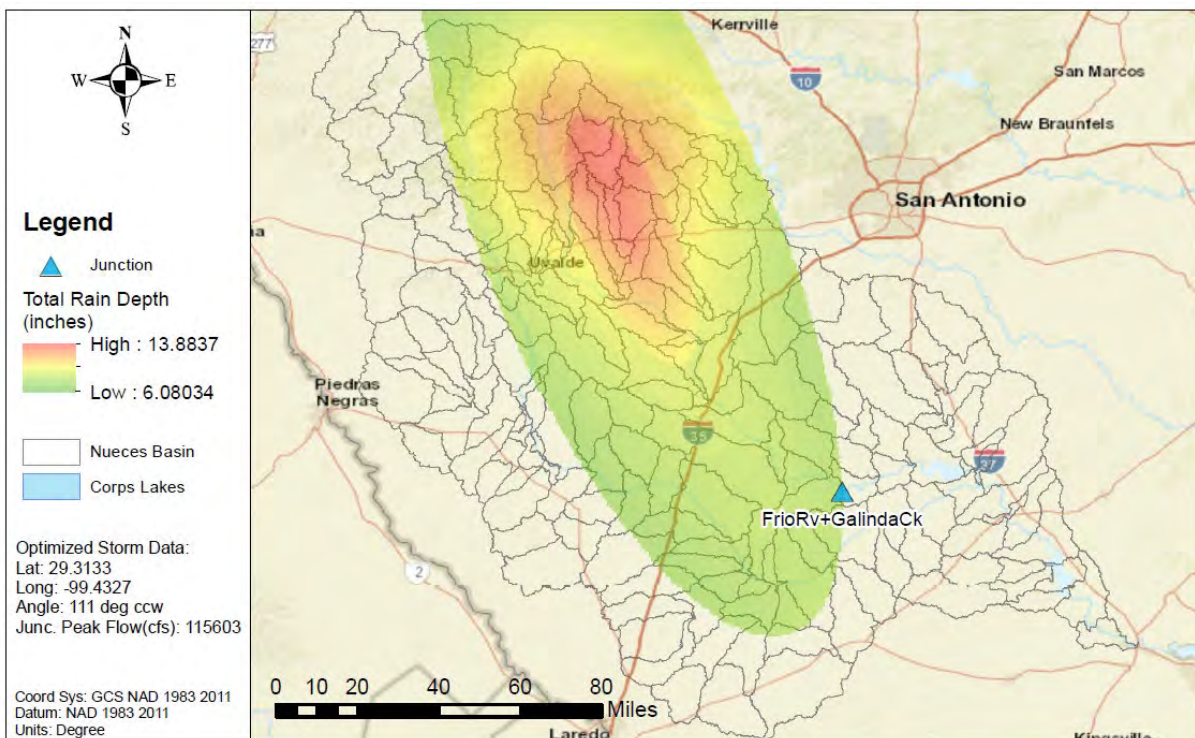 N
W E
S
Legend
Junction
Total Rain Depth
(inches)
High : 13.8837
Low : 6.08034
Nueces Basin
Corps Lakes
Optimized Storm Data:
Lat: 29.3133
Long: -99.4327
Angle: 111 deg ccw
Junc. Peak Flow(cfs): 115603
Coord Sys: GCS NAD 1983 2011
Datum: NAD 1983 2011
Units: Degree
277
Kerrville
10
San Marcos
New Braunfels
San Antonio
ña
Uvalde
Piedras
Negras
35
37
FrioRv+GalindaCk
2
0 10 20 40 60 80
Miles
Laredo
Kingsville